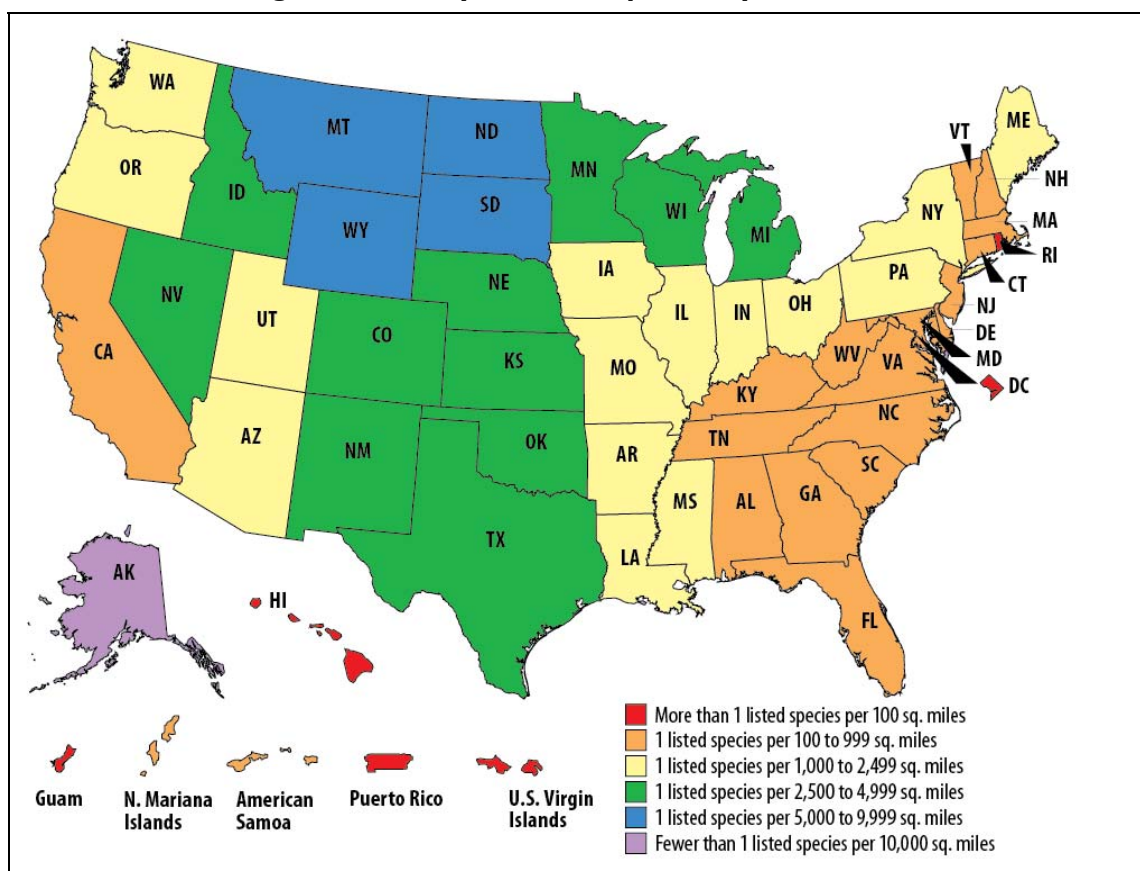 WA
MT
ND
MN
ME
VT
OR
ID
SD
WI
NH
NY
MA
WY
MI
RI
IA
NE
PA
CT
NV
UT
IL
IN
OH
NJ
CO
DE
CA
KS
MO
WV
VA
MD
DC
KY
NC
AZ
NM
OK
TN
AR
SC
MS
AL
GA
TX
LA
AK
HI
FL
More than 1 listed species per 100 sq. miles
1 listed species per 100 to 999 sq. miles
1 listed species per 1,000 to 2,499 sq. miles
1 listed species per 2,500 to 4,999 sq. miles
1 listed species per 5,000 to 9,999 sq. miles
Fewer than 1 listed species per 10,000 sq. miles
Guam
N. Mariana
Islands
American
Samoa
Puerto Rico
U.S. Virgin
Islands